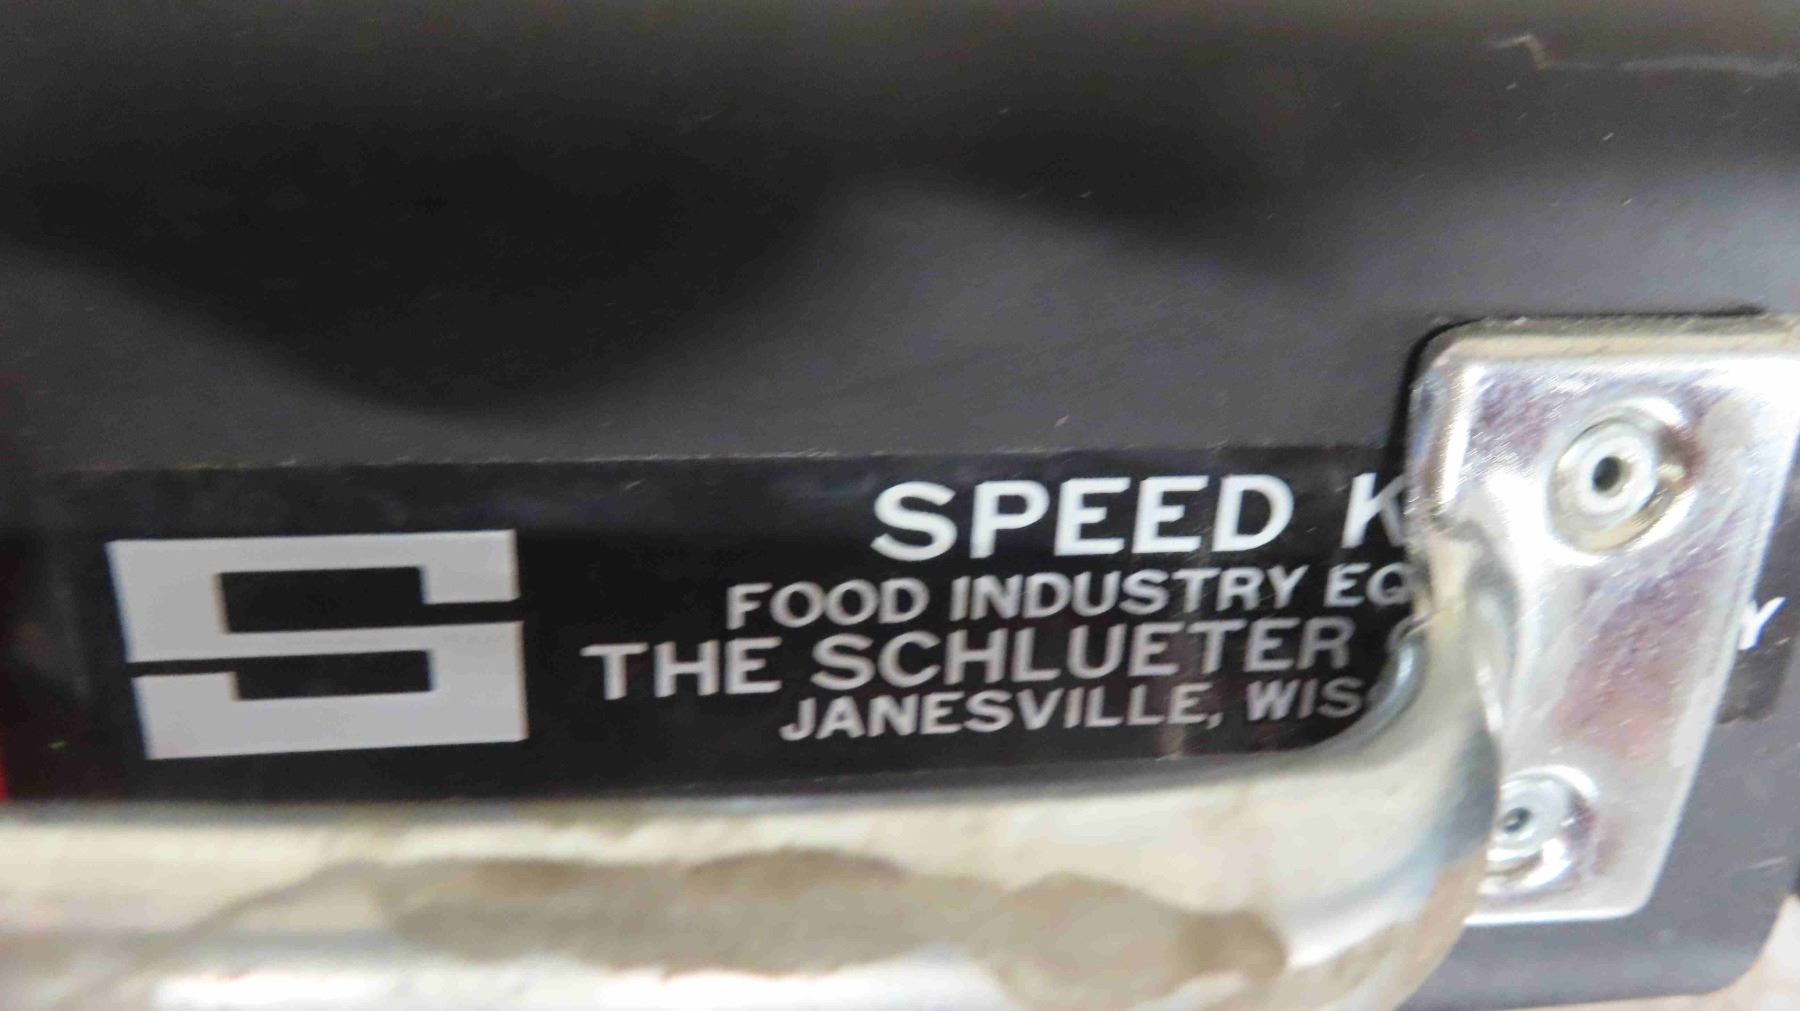 S
SPEED K
FOOD INDUSTRY EQ
THE SCHLUETER Y
JANESVILLE, WIS